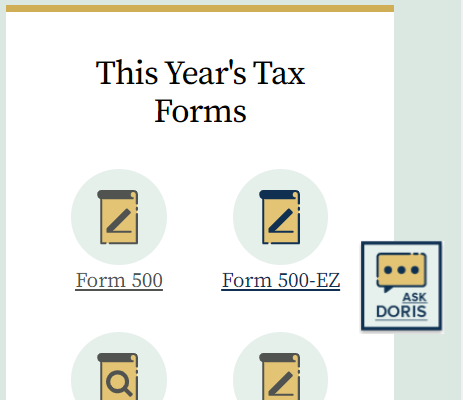 This Year's Tax
Forms
Form 500
Form 500-EZ
ASK
DORIS